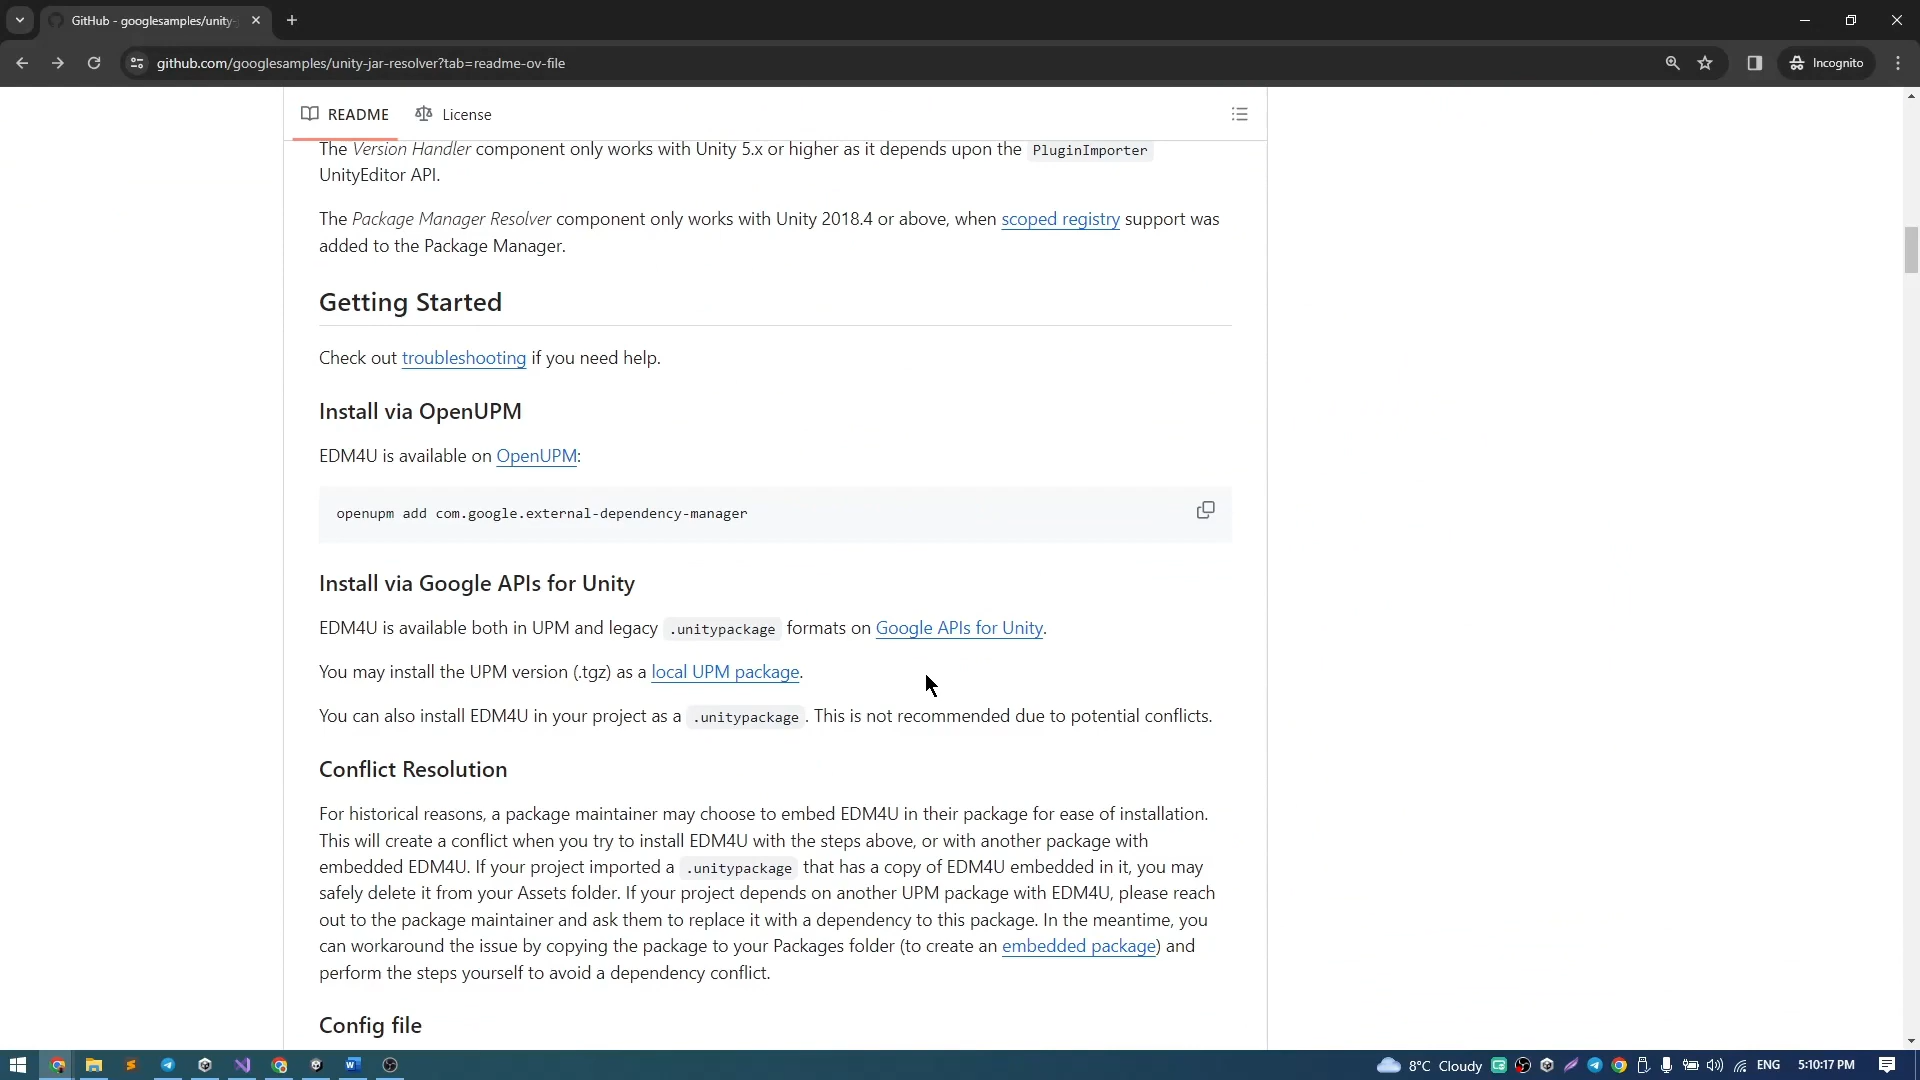 GitHub - googlesamples/unity-
github.com/googlesamples/unity-jar-resolver?tab=readme-ov-file
Incognito
README
License
The Version Handler component only works with Unity 5.x or higher as it depends upon the PluginImporter
UnityEditor API.
The Package Manager Resolver component only works with Unity 2018.4 or above, when scoped registry support was
added to the Package Manager.
Getting Started
Check out troubleshooting if you need help.
Install via OpenUPM
EDM4U is available on OpenUPM:
openupm add com.google.external-dependency-manager
Install via Google APIs for Unity
EDM4U is available both in UPM and legacy .unitypackage formats on Google APIs for Unity.
You may install the UPM version (.tgz) as a local UPM package.
You can also install EDM4U in your project as a .unitypackage. This is not recommended due to potential conflicts.
Conflict Resolution
For historical reasons, a package maintainer may choose to embed EDM4U in their package for ease of installation.
This will create a conflict when you try to install EDM4U with the steps above, or with another package with
embedded EDM4U. If your project imported a .unitypackage that has a copy of EDM4U embedded in it, you may
safely delete it from your Assets folder. If your project depends on another UPM package with EDM4U, please reach
out to the package maintainer and ask them to replace it with a dependency to this package. In the meantime, you
can workaround the issue by copying the package to your Packages folder (to create an embedded package) and
perform the steps yourself to avoid a dependency conflict.
Config file
8°C Cloudy
ENG
5:10:17 PM